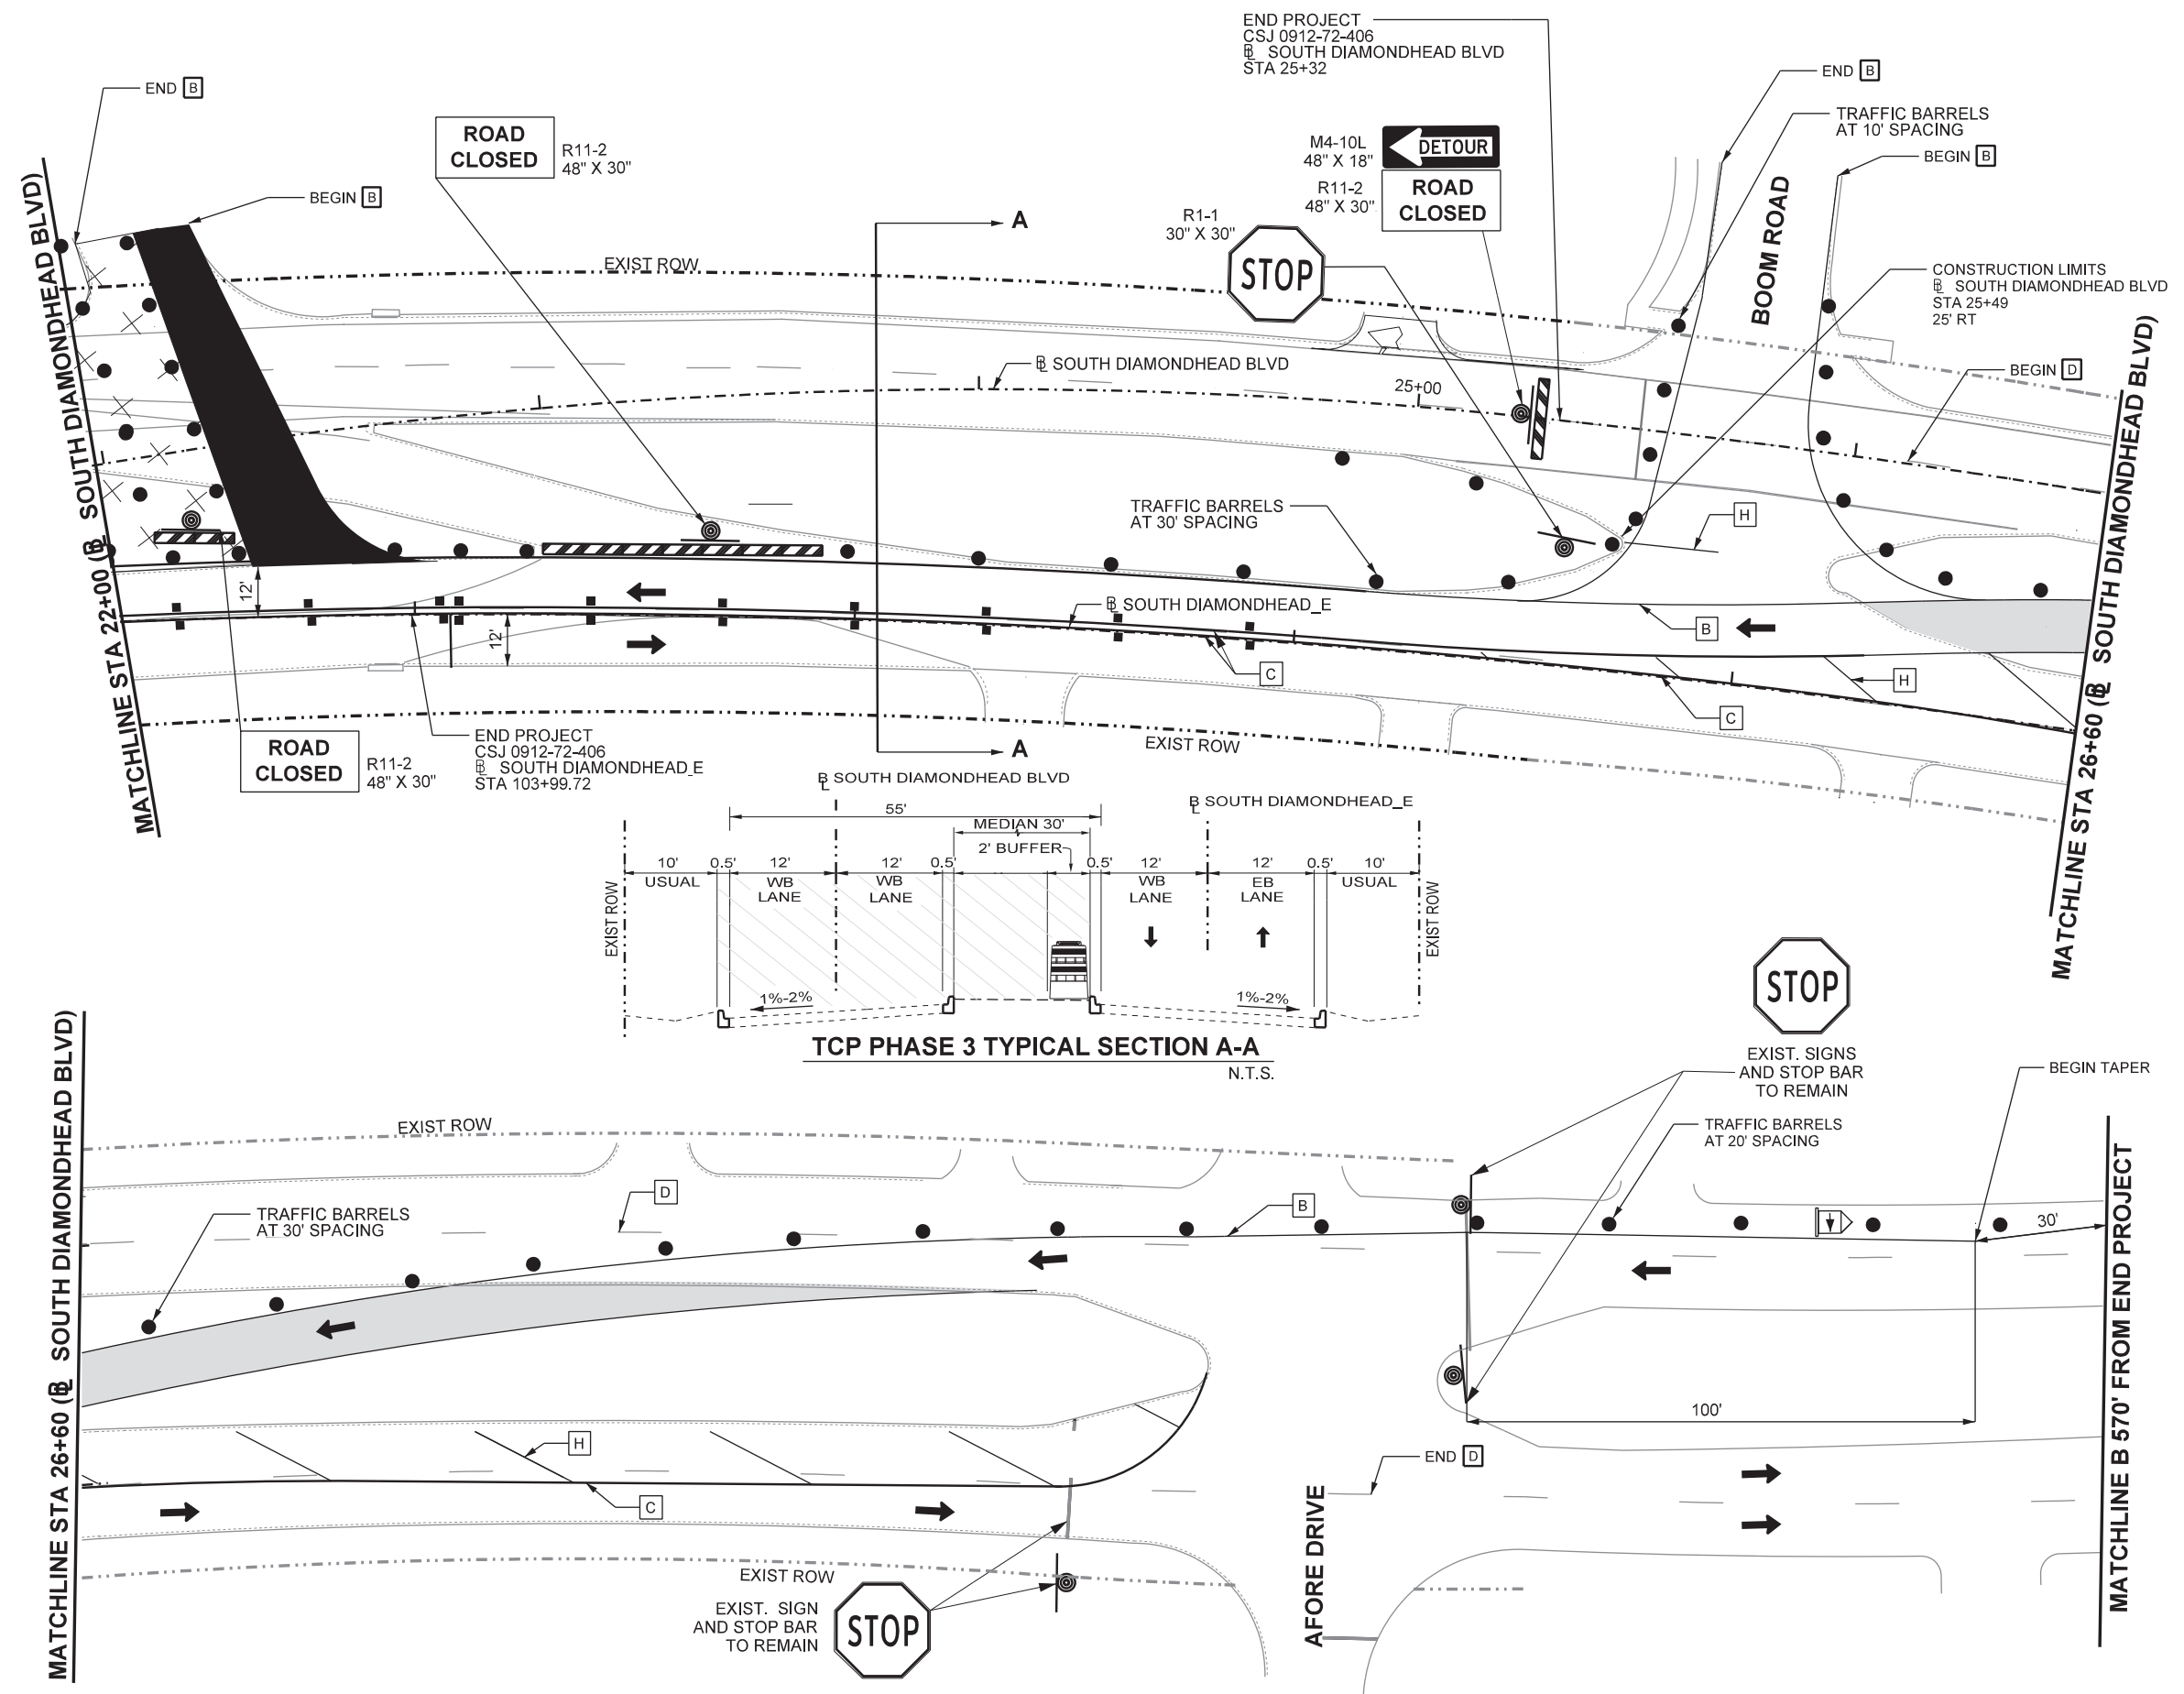 END PROJECT
CSJ 0912-72-406
BL SOUTH DIAMONDHEAD BLVD
STA 25+32
END B
TRAFFIC BARRELS
AT 10' SPACING
BEGIN B
END B
ROAD
CLOSED
R11-2
48" X 30"
BEGIN B
M4-10L
48" X 18"
DETOUR
R11-2
48" X 30"
ROAD
CLOSED
R1-1
30" X 30"
STOP
A
BOOM ROAD
CONSTRUCTION LIMITS
BL SOUTH DIAMONDHEAD BLVD
STA 25+49
25' RT
EXIST ROW
BL SOUTH DIAMONDHEAD BLVD
25+00
BEGIN D
MATCHLINE STA 22+00 (BL SOUTH DIAMONDHEAD BLVD)
TRAFFIC BARRELS
AT 30' SPACING
H
12'
BL SOUTH DIAMONDHEAD_E
B
12'
C
H
C
MATCHLINE STA 26+60 (BL SOUTH DIAMONDHEAD BLVD)
ROAD
CLOSED
R11-2
48" X 30"
END PROJECT
CSJ 0912-72-406
BL SOUTH DIAMONDHEAD_E
STA 103+99.72
A
EXIST ROW
BL SOUTH DIAMONDHEAD BLVD
BL SOUTH DIAMONDHEAD_E
55'
MEDIAN 30'
2' BUFFER
10' 0.5' 12' 12' 0.5' 0.5' 12' 12' 0.5' 10'
USUAL WB LANE WB LANE WB LANE EB LANE USUAL
EXIST ROW
EXIST ROW
1%-2%
1%-2%
TCP PHASE 3 TYPICAL SECTION A-A
N.T.S.
STOP
EXIST. SIGNS
AND STOP BAR
TO REMAIN
BEGIN TAPER
TRAFFIC BARRELS
AT 20' SPACING
MATCHLINE STA 26+60 (BL SOUTH DIAMONDHEAD BLVD)
EXIST ROW
TRAFFIC BARRELS
AT 30' SPACING
D
B
30'
100'
H
C
END D
EXIST ROW
EXIST. SIGN
AND STOP BAR
TO REMAIN
STOP
AFORE DRIVE
MATCHLINE B 570' FROM END PROJECT